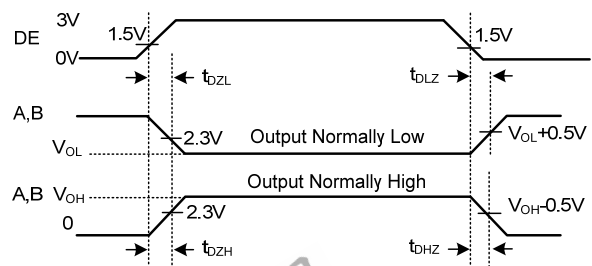 3V
DE 1.5V 1.5V
0V
tDZL tDLZ
A,B
2.3V Output Normally Low VOL+0.5V
VOL
Output Normally High
A,B VOH
2.3V VOH-0.5V
0
tDZH tDHZ